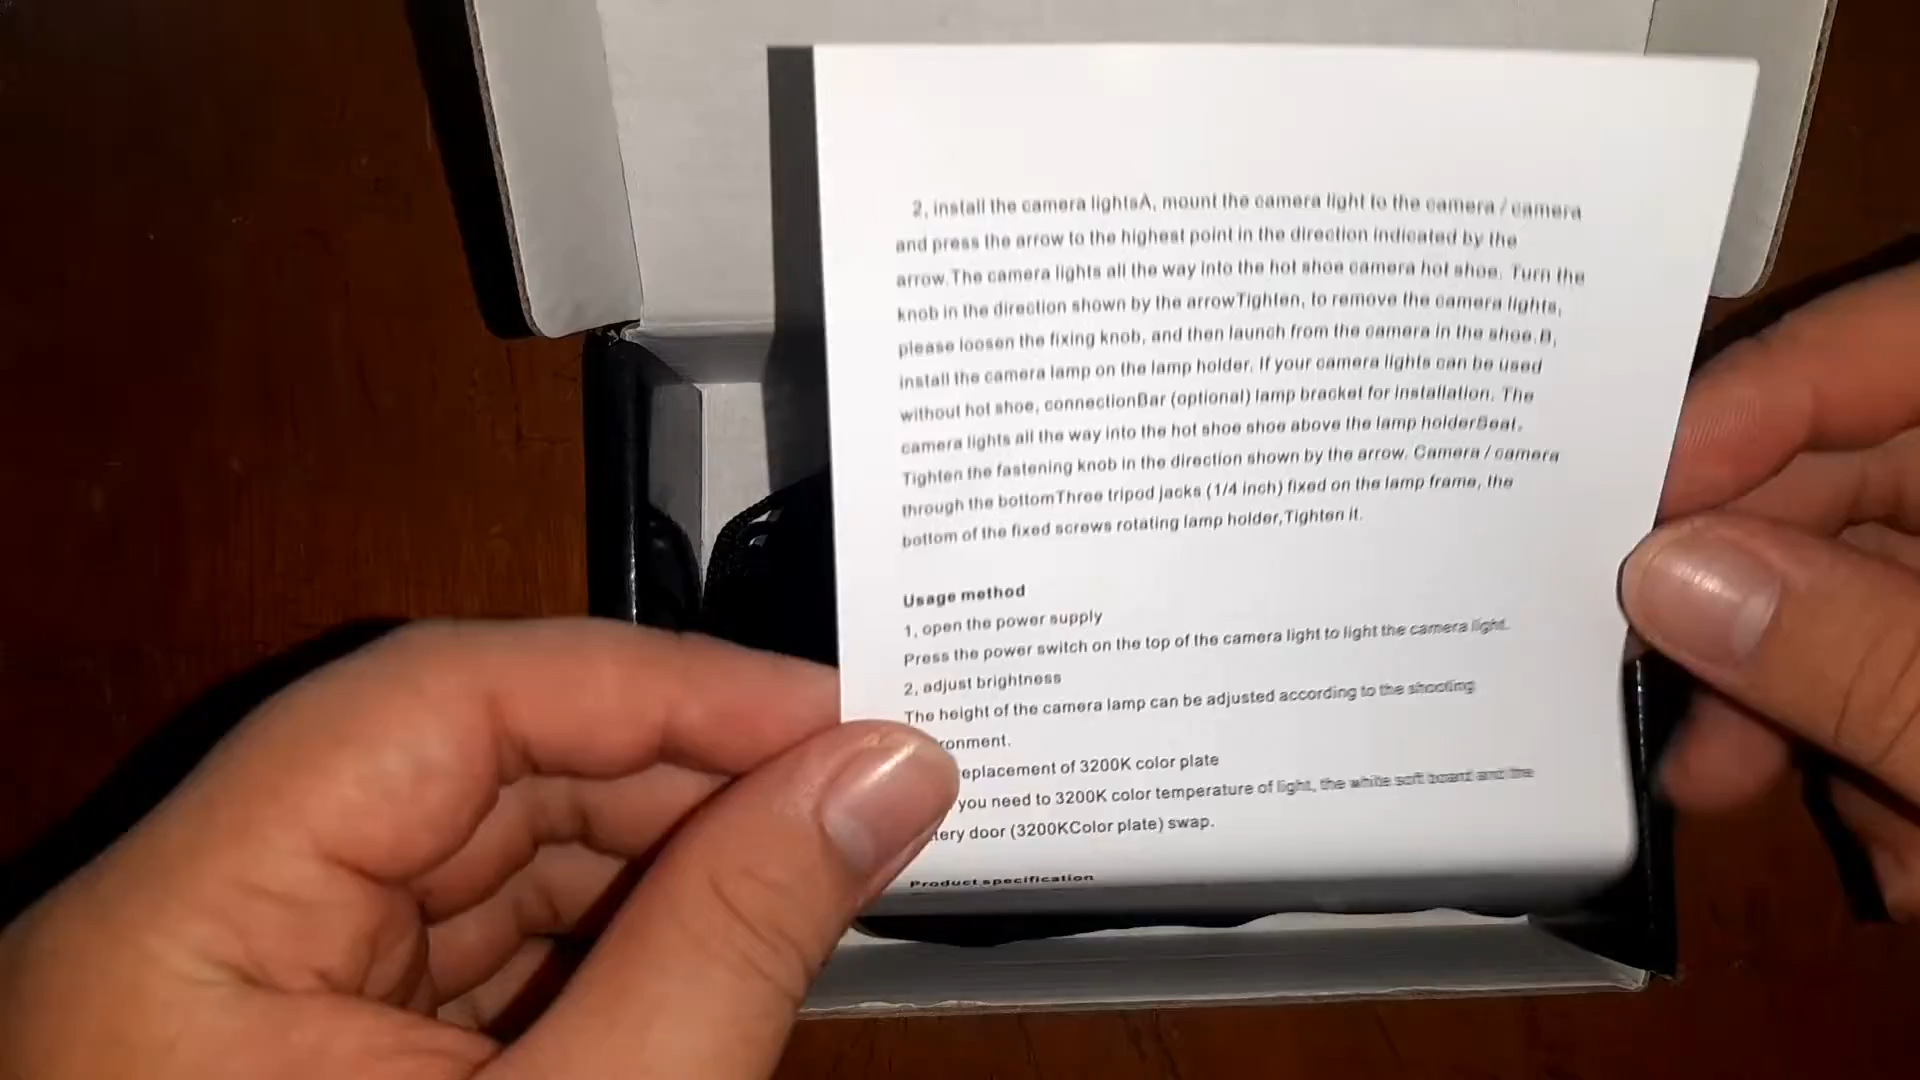 2, install the camera lightsA, mount the camera light to the camera / camera
and press the arrow to the highest point in the direction indicated by the
arrow.The camera lights all the way into the hot shoe camera hot shoe. Turn the
knob in the direction shown by the arrowTighten, to remove the camera lights,
please loosen the fixing knob, and then launch from the camera in the shoe.B,
install the camera lamp on the lamp holder. If your camera lights can be used
without hot shoe, connectionBar (optional) lamp bracket for installation. The
camera lights all the way into the hot shoe shoe above the lamp holderSeat.
Tighten the fastening knob in the direction shown by the arrow. Camera / camera
through the bottomThree tripod jacks (1/4 inch) fixed on the lamp frame, the
bottom of the fixed screws rotating lamp holder,Tighten it.
Usage method
1, open the power supply
Press the power switch on the top of the camera light to light the camera light.
2, adjust brightness
The height of the camera lamp can be adjusted according to the shooting
ronment.
eplacement of 3200K color plate
you need to 3200K color temperature of light, the white soft board and the
tery door (3200KColor plate) swap.
Product specification